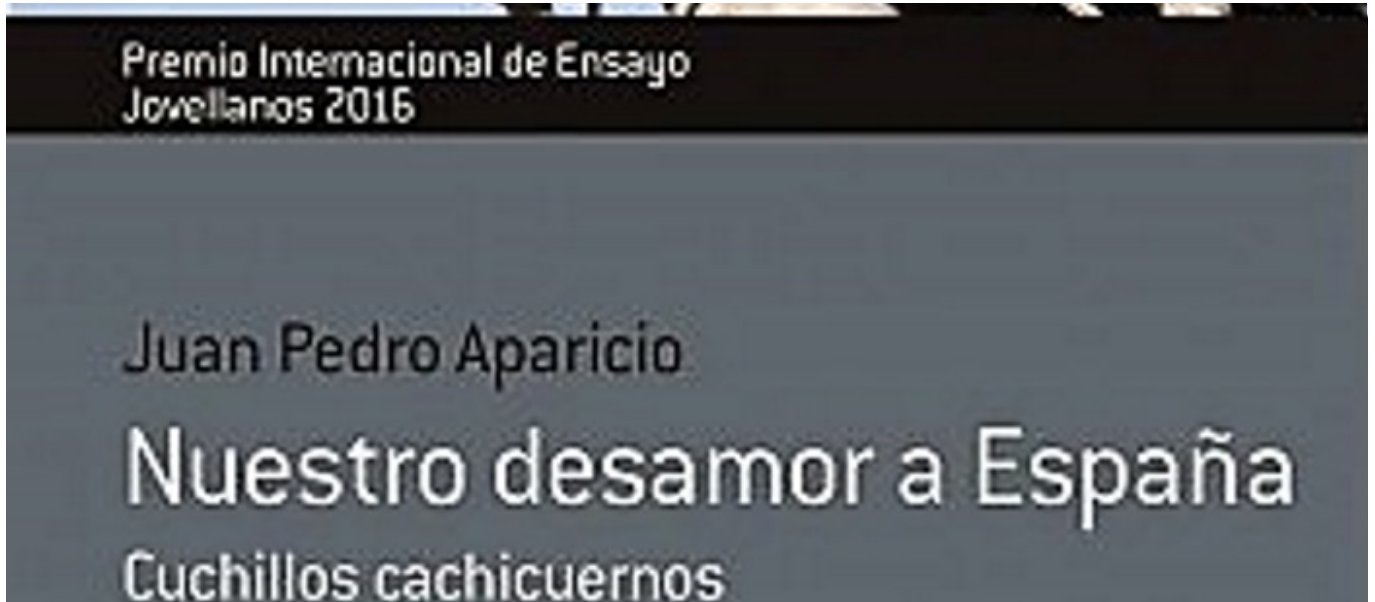 Premio Internacional de Ensayo
Jovellanos 2016
Juan Pedro Aparicio
Nuestro desamor a España
Cuchillos cachicuernos